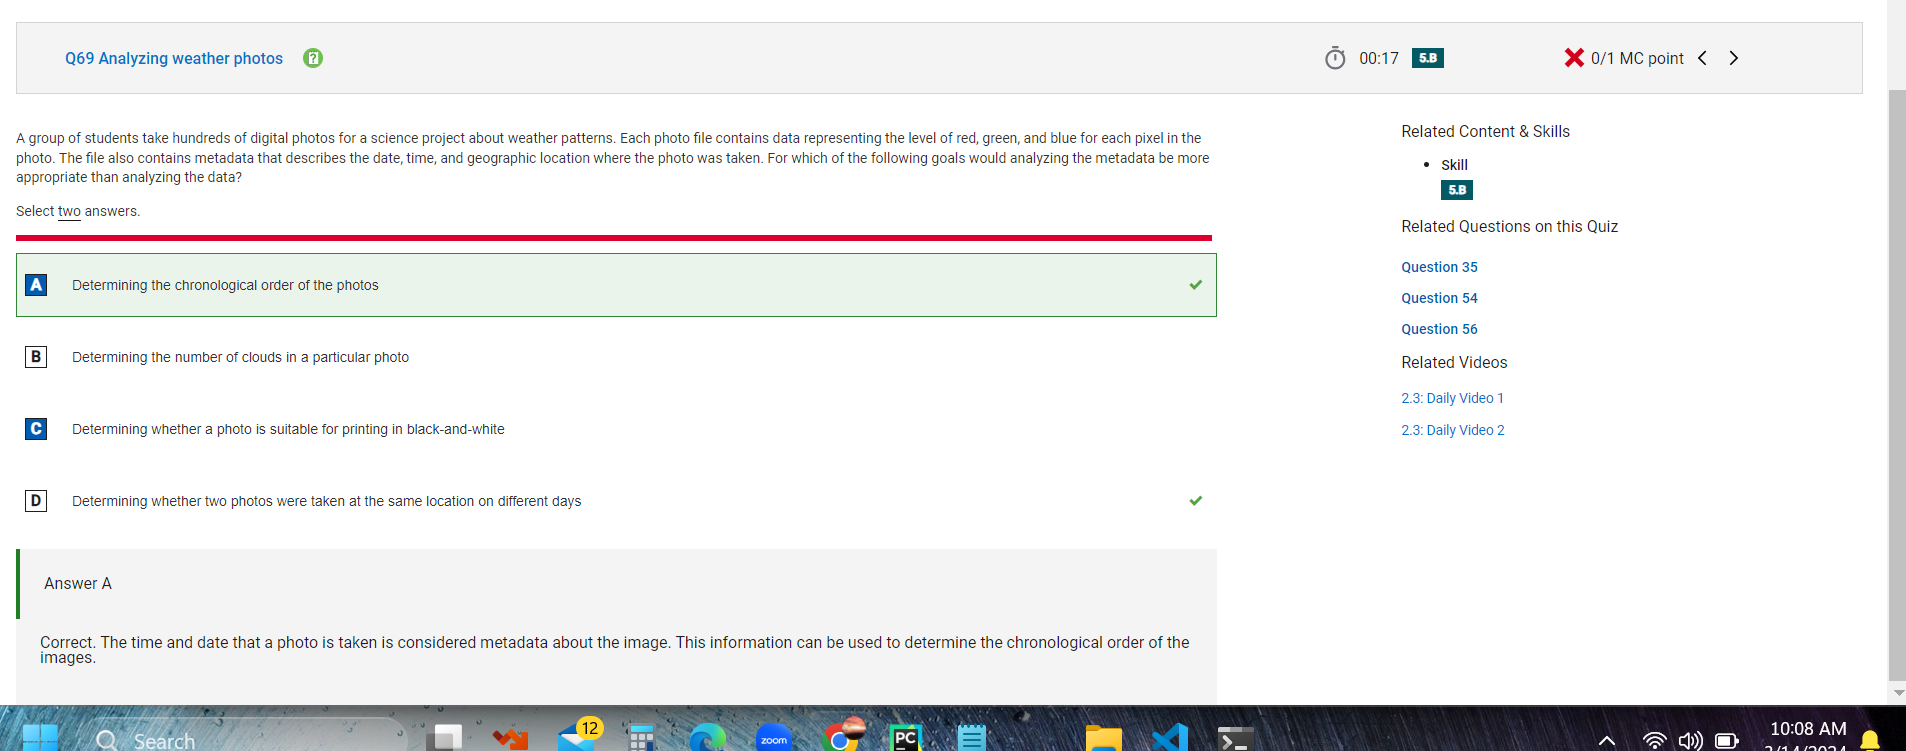 Q69 Analyzing weather photos
00:17 5.B
0/1 MC point
A group of students take hundreds of digital photos for a science project about weather patterns. Each photo file contains data representing the level of red, green, and blue for each pixel in the
photo. The file also contains metadata that describes the date, time, and geographic location where the photo was taken. For which of the following goals would analyzing the metadata be more
appropriate than analyzing the data?
Select two answers.
A Determining the chronological order of the photos
B Determining the number of clouds in a particular photo
C Determining whether a photo is suitable for printing in black-and-white
D Determining whether two photos were taken at the same location on different days
Answer A
Correct. The time and date that a photo is taken is considered metadata about the image. This information can be used to determine the chronological order of the
images.
Related Content & Skills
• Skill
5.B
Related Questions on this Quiz
Question 35
Question 54
Question 56
Related Videos
2.3: Daily Video 1
2.3: Daily Video 2
Search
12
zoom
PC
10:08 AM